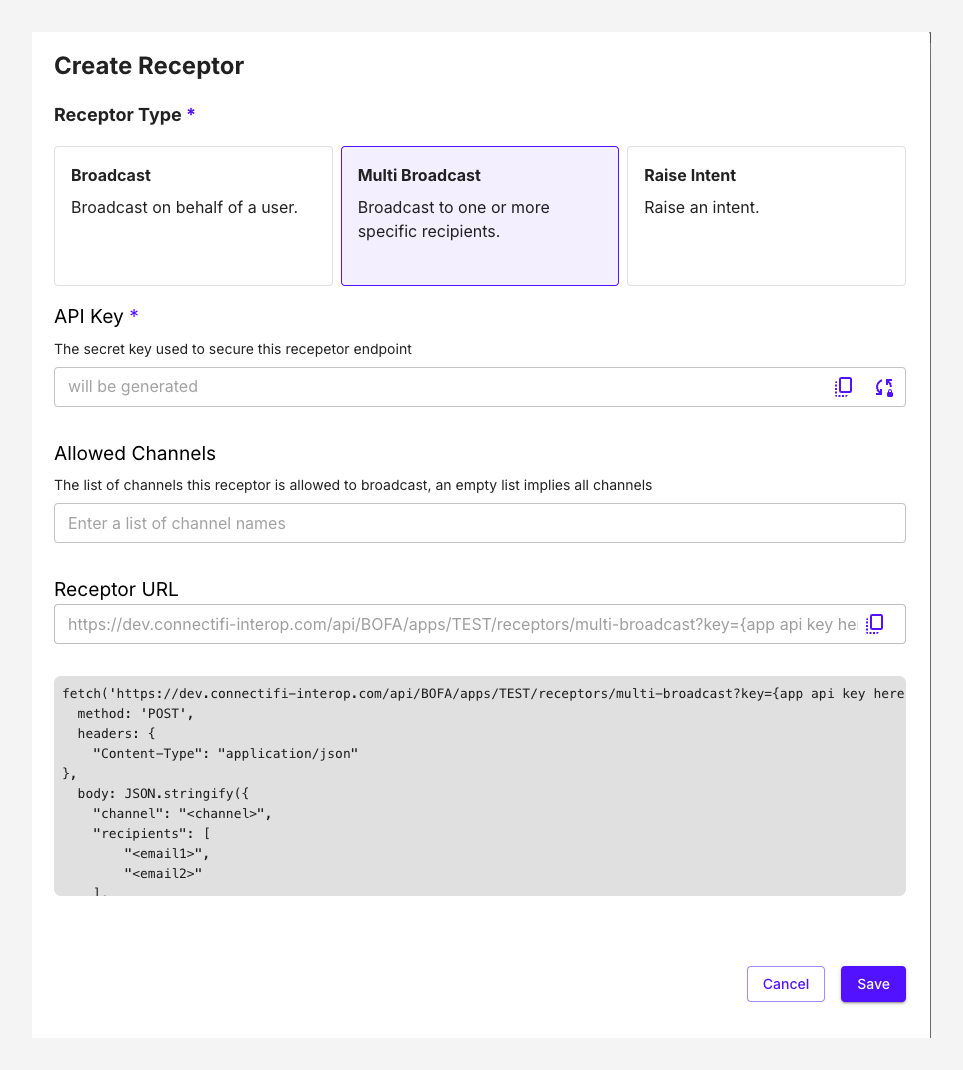 Create Receptor
Receptor Type *
Broadcast
Broadcast on behalf of a user.
Multi Broadcast
Broadcast to one or more
specific recipients.
Raise Intent
Raise an intent.
API Key *
The secret key used to secure this recepetor endpoint
will be generated
Allowed Channels
The list of channels this receptor is allowed to broadcast, an empty list implies all channels
Enter a list of channel names
Receptor URL
https://dev.connectifi-interop.com/api/BOFA/apps/TEST/receptors/multi-broadcast?key={app api key he
fetch('https://dev.connectifi-interop.com/api/BOFA/apps/TEST/receptors/multi-broadcast?key={app api key here
  method: 'POST',
  headers: {
    "Content-Type": "application/json"
},
  body: JSON.stringify({
    "channel": "<channel>",
    "recipients": [
        "<email1>",
        "<email2>"
    ],
Cancel
Save